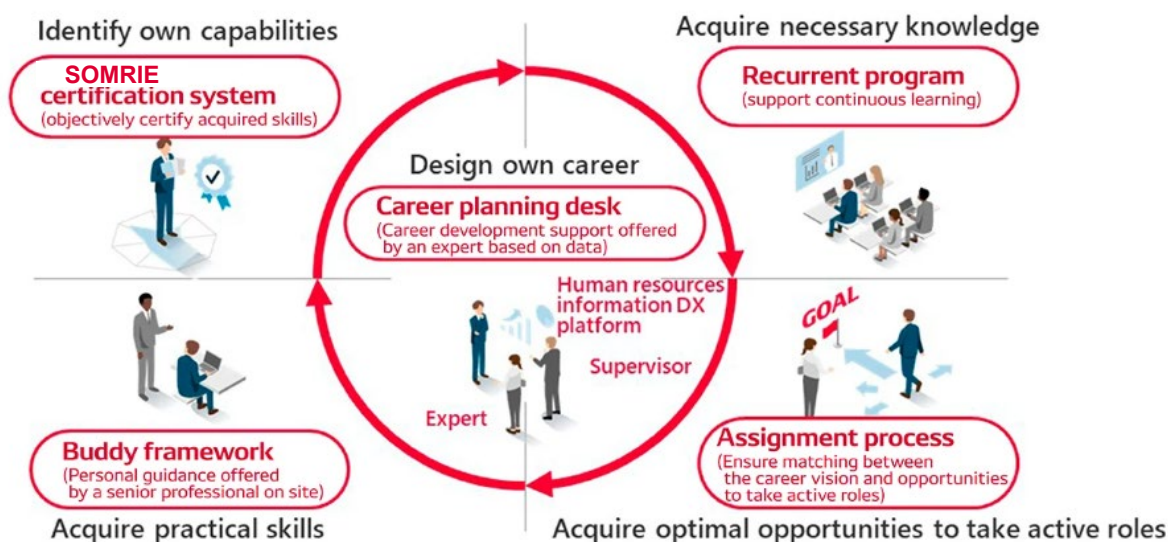 Identify own capabilities
SOMRIE
certification system
(objectively certify acquired skills)
Acquire necessary knowledge
Recurrent program
(support continuous learning)
Design own career
Career planning desk
(Career development support offered
by an expert based on data)
Human resources
information DX
platform
Supervisor
Expert
GOAL
Buddy framework
(Personal guidance offered
by a senior professional on site)
Acquire practical skills
Assignment process
(Ensure matching between
the career vision and opportunities
to take active roles)
Acquire optimal opportunities to take active roles